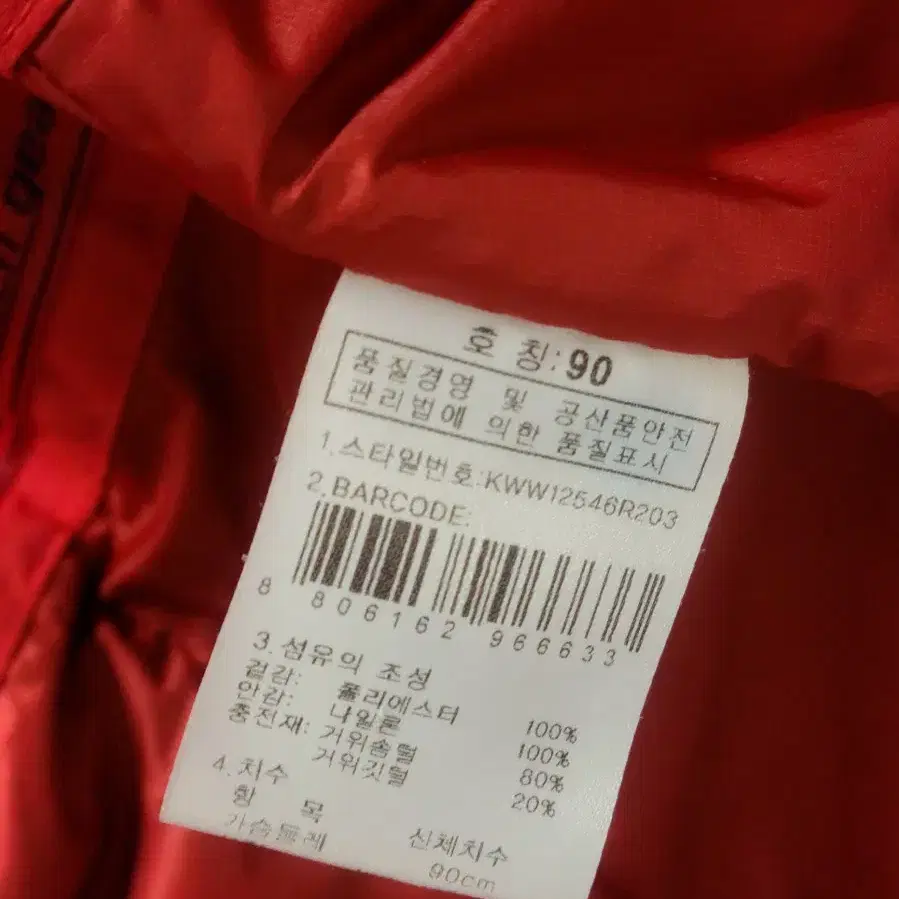 호 칭:90
품질경영 및 공산품안전
관리법에 의한 품질표시
1.스타일번호:KWW12546R203
2.BARCODE:
8 806162 966633
3.섬유의 조성
겉감: 폴리에스터 100%
안감: 나일론 100%
충전재: 거위솜털 80%
거위깃털 20%
4.치수
항 목 신체치수
가슴둘레 90cm